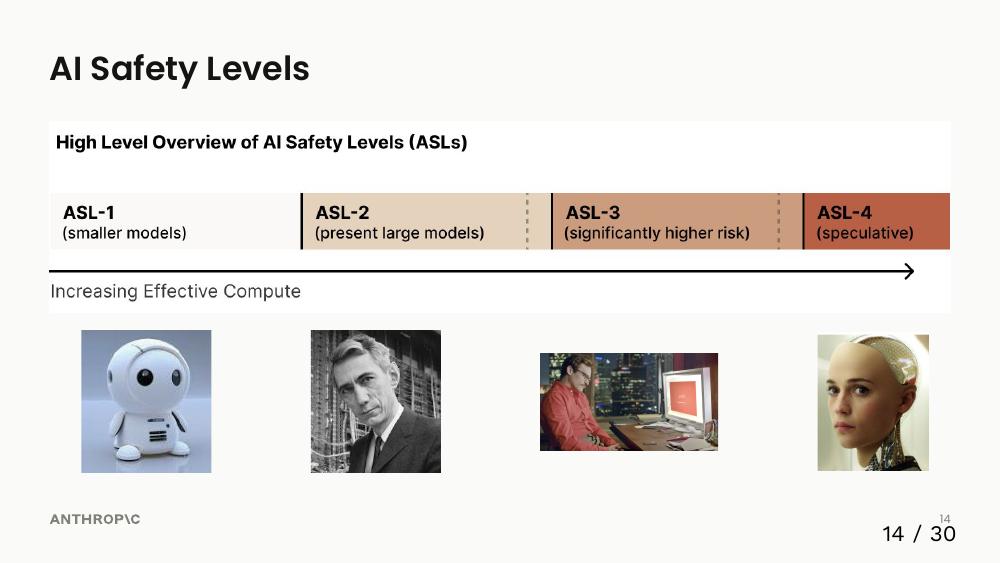 AI Safety Levels
High Level Overview of AI Safety Levels (ASLs)
ASL-1
(smaller models)
ASL-2
(present large models)
ASL-3
(significantly higher risk)
ASL-4
(speculative)
Increasing Effective Compute
ANTHROP\C
14
14 / 30